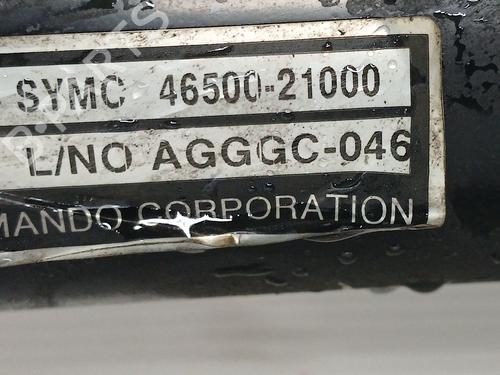 SYMC 46500-21000
L/NO AGGGC-046
MANDO CORPORATION